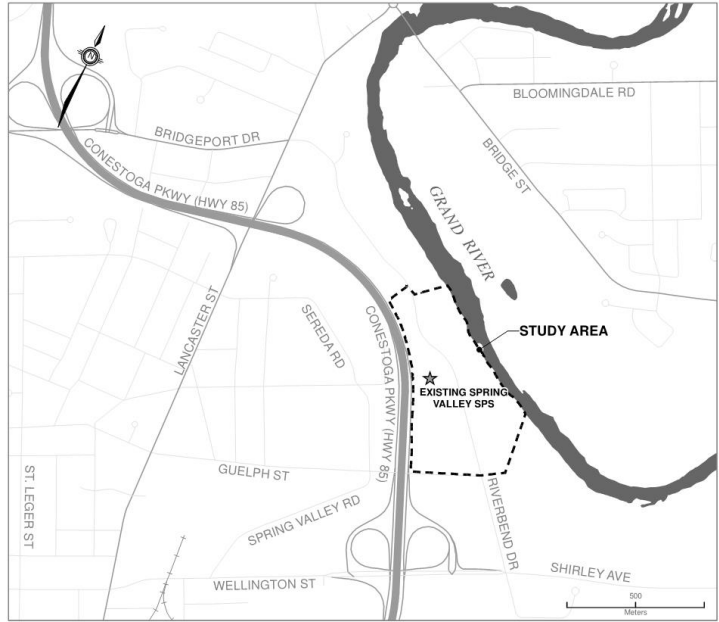 N
BLOOMINGDALE RD
BRIDGEPORT DR
BRIDGE ST
CONESTOGA PKWY (HWY 85)
GRAND RIVER
LANCASTER ST
SEREDA RD
CONESTOGA PKWY (HWY 85)
STUDY AREA
EXISTING SPRING
VALLEY SPS
GUELPH ST
ST. LEGER ST
SPRING VALLEY RD
RIVERBEND DR
SHIRLEY AVE
WELLINGTON ST
500
Meters